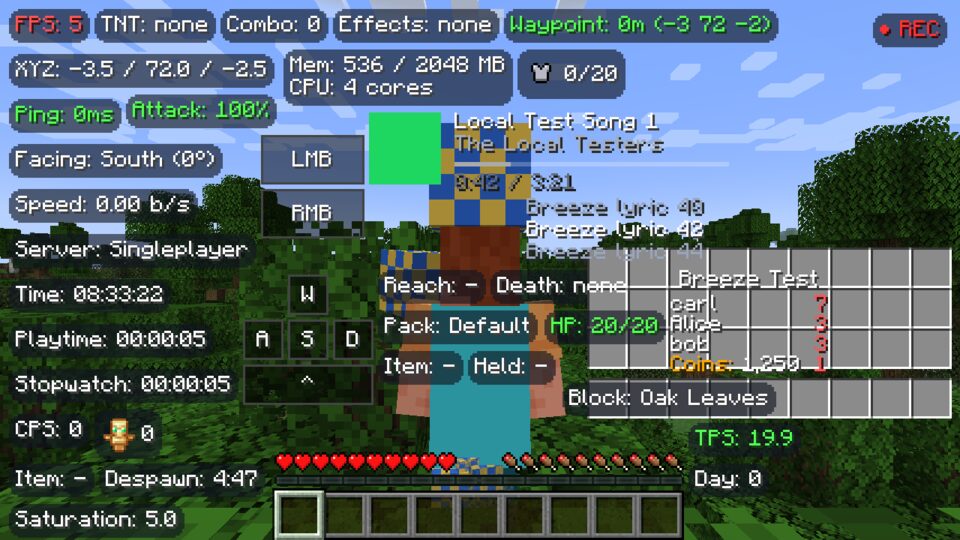 FPS: 5 TNT: none Combo: 0 Effects: none Waypoint: 0m (-3 72 -2) REC
XYZ: -3.5 / 72.0 / -2.5
Mem: 536 / 2048 MB
CPU: 4 cores
0/20
Ping: 0ms Attack: 100%
Local Test Song 1
The Local Testers
0:42 / 3:21
Facing: South (0°)
LMB
Speed: 0.00 b/s
RMB
Breeze lyric 40
Breeze lyric 42
Breeze lyric 44
Server: Singleplayer
Time: 08:33:22
W
Reach: - Death: none
Breeze Test
carl 7
Alice 3
bob 3
Coins: 1,250 1
Playtime: 00:00:05
A S D
Pack: Default HP: 20/20
Item: - Held: -
Stopwatch: 00:00:05
^
Block: Oak Leaves
CPS: 0 0
TPS: 19.9
Item: - Despawn: 4:47
Day: 0
Saturation: 5.0